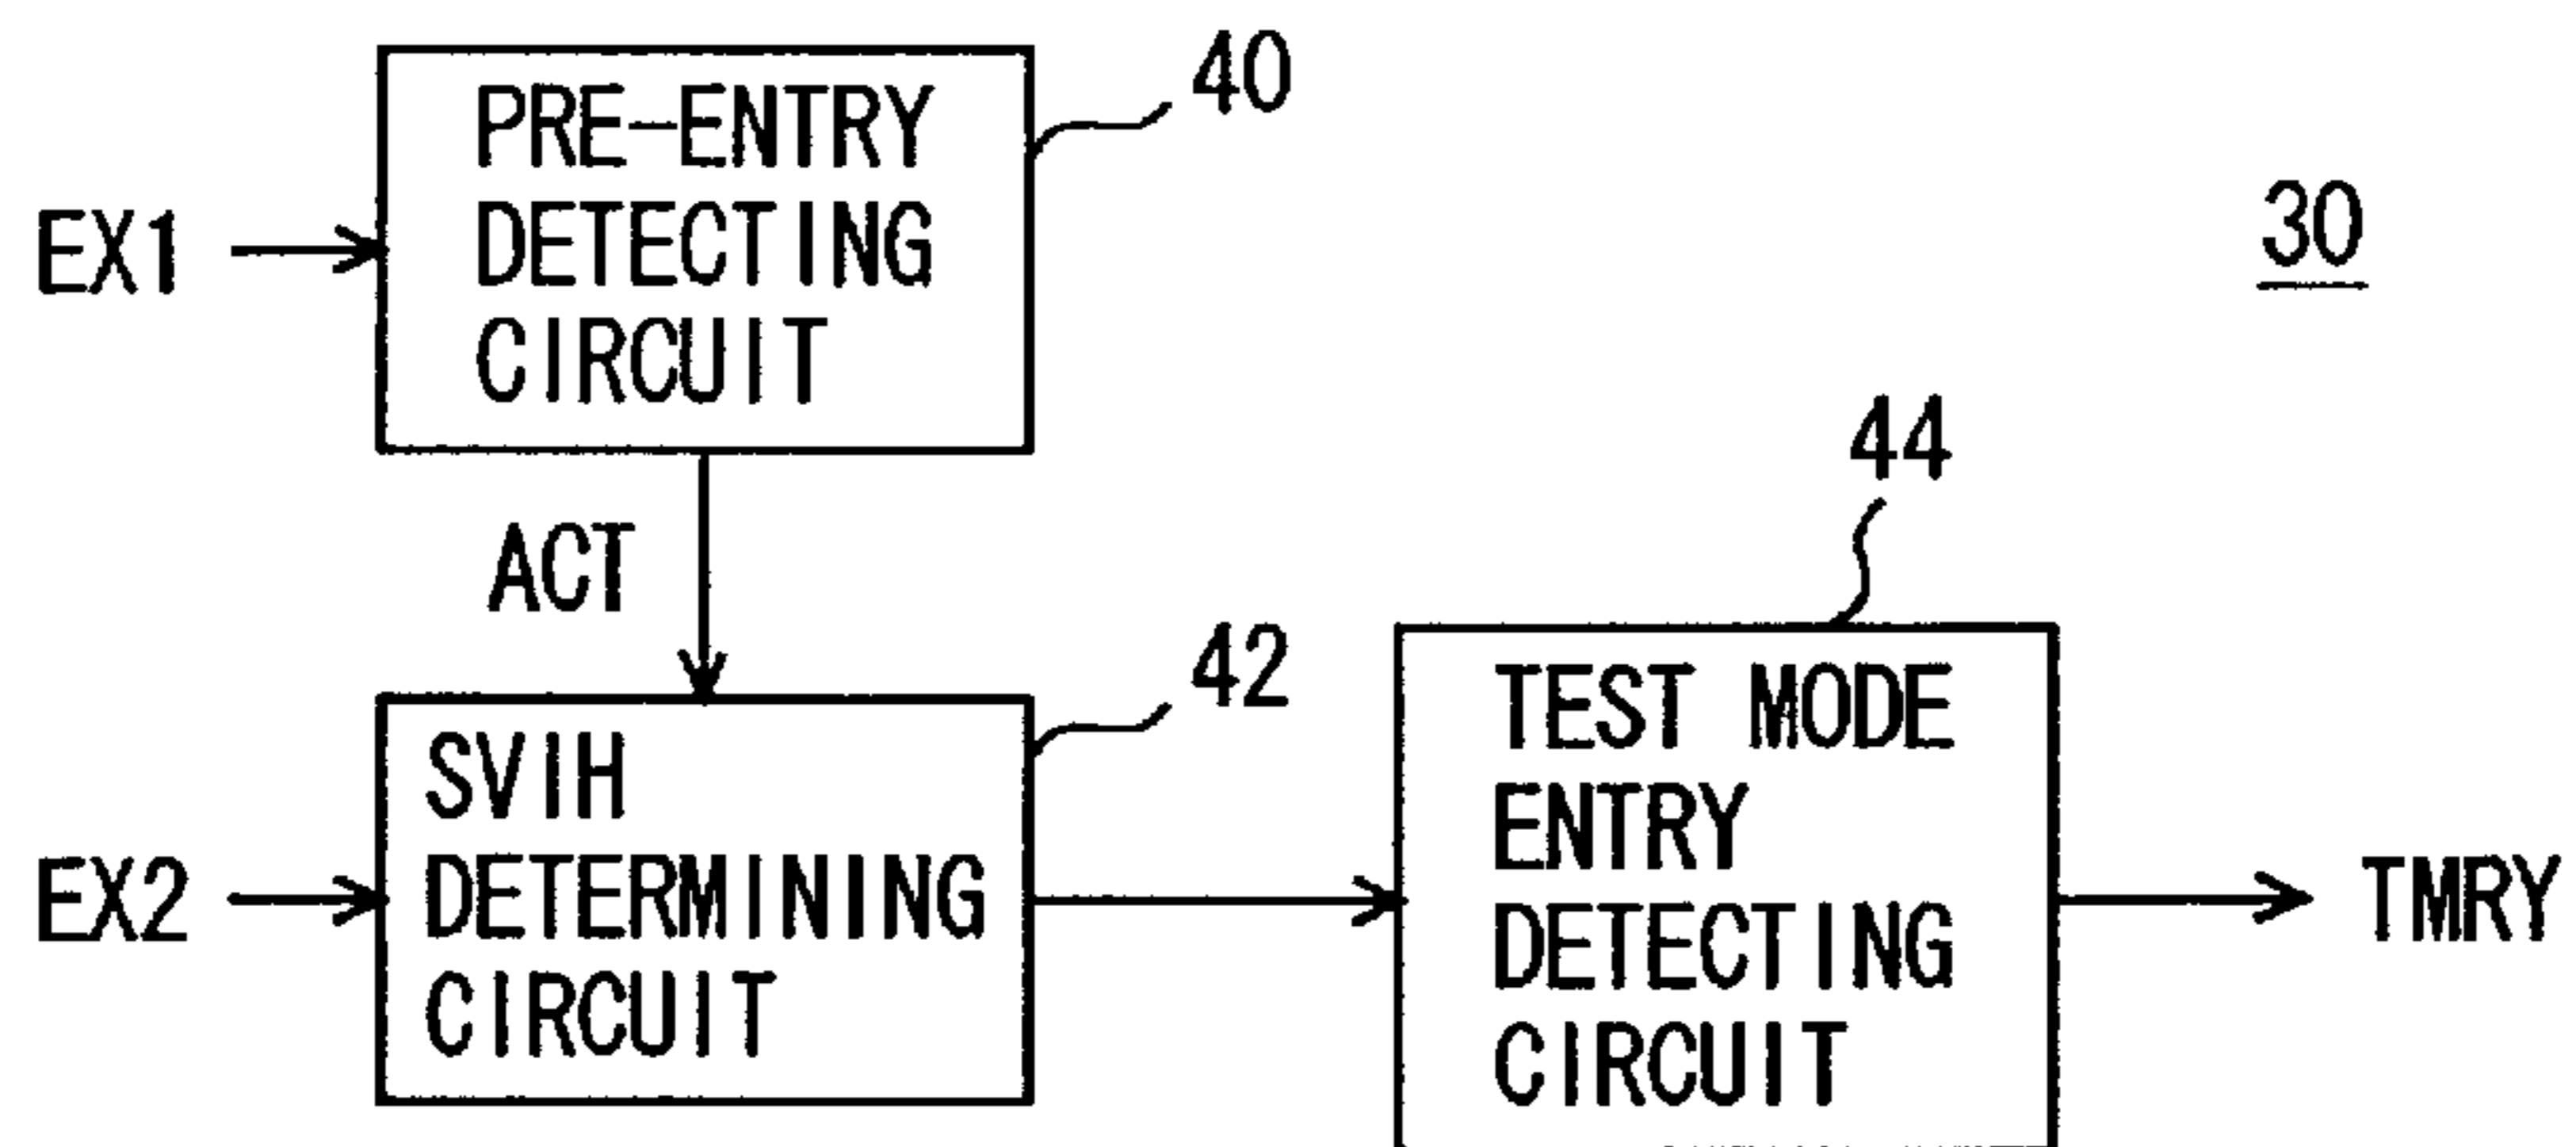 PRE-ENTRY
DETECTING
CIRCUIT
40
EX1
30
ACT
44
42
SVIH
DETERMINING
CIRCUIT
EX2
TEST MODE
ENTRY
DETECTING
CIRCUIT
TMRY